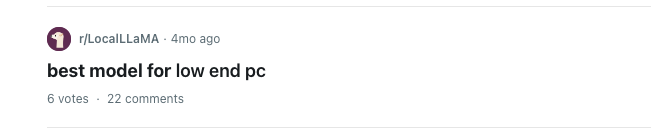 r/LocalLLaMA · 4mo ago
best model for low end pc
6 votes · 22 comments